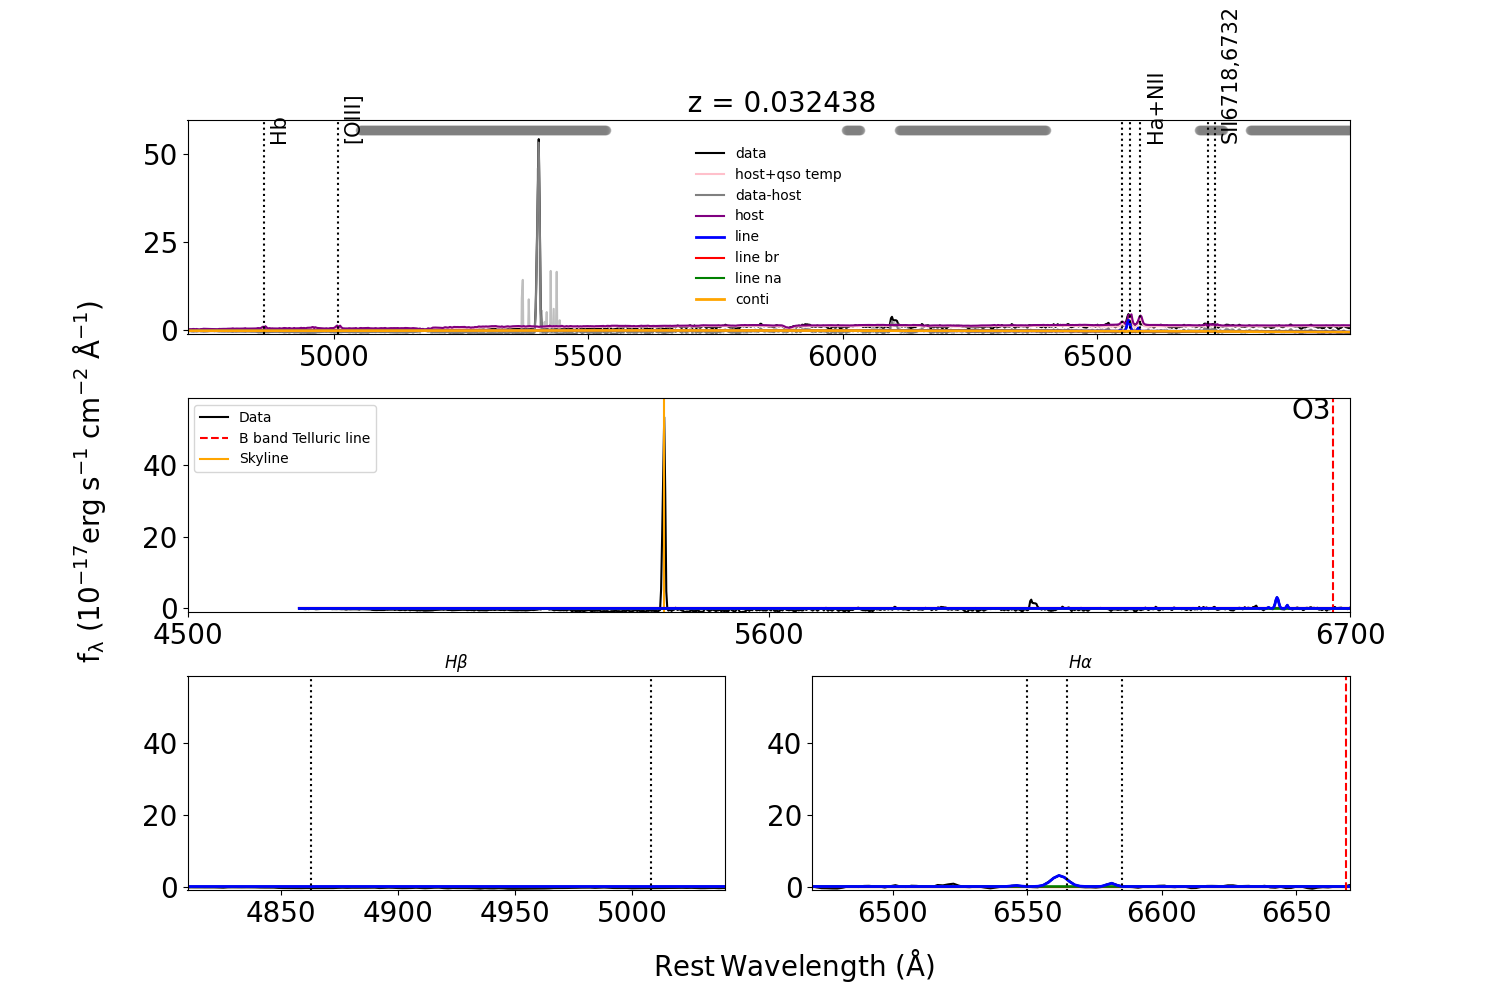 z = 0.032438
Hb
[OIII]
Ha+NII
SII6718,6732
50
25
0
data
host+qso temp
data-host
host
line
line br
line na
conti
5000
5500
6000
6500
fλ (10⁻¹⁷erg s⁻¹ cm⁻² Å⁻¹)
Data
B band Telluric line
Skyline
O3
40
20
0
4500
5600
6700
Hβ
40
20
0
4850
4900
4950
5000
Hα
40
20
0
6500
6550
6600
6650
Rest Wavelength (Å)